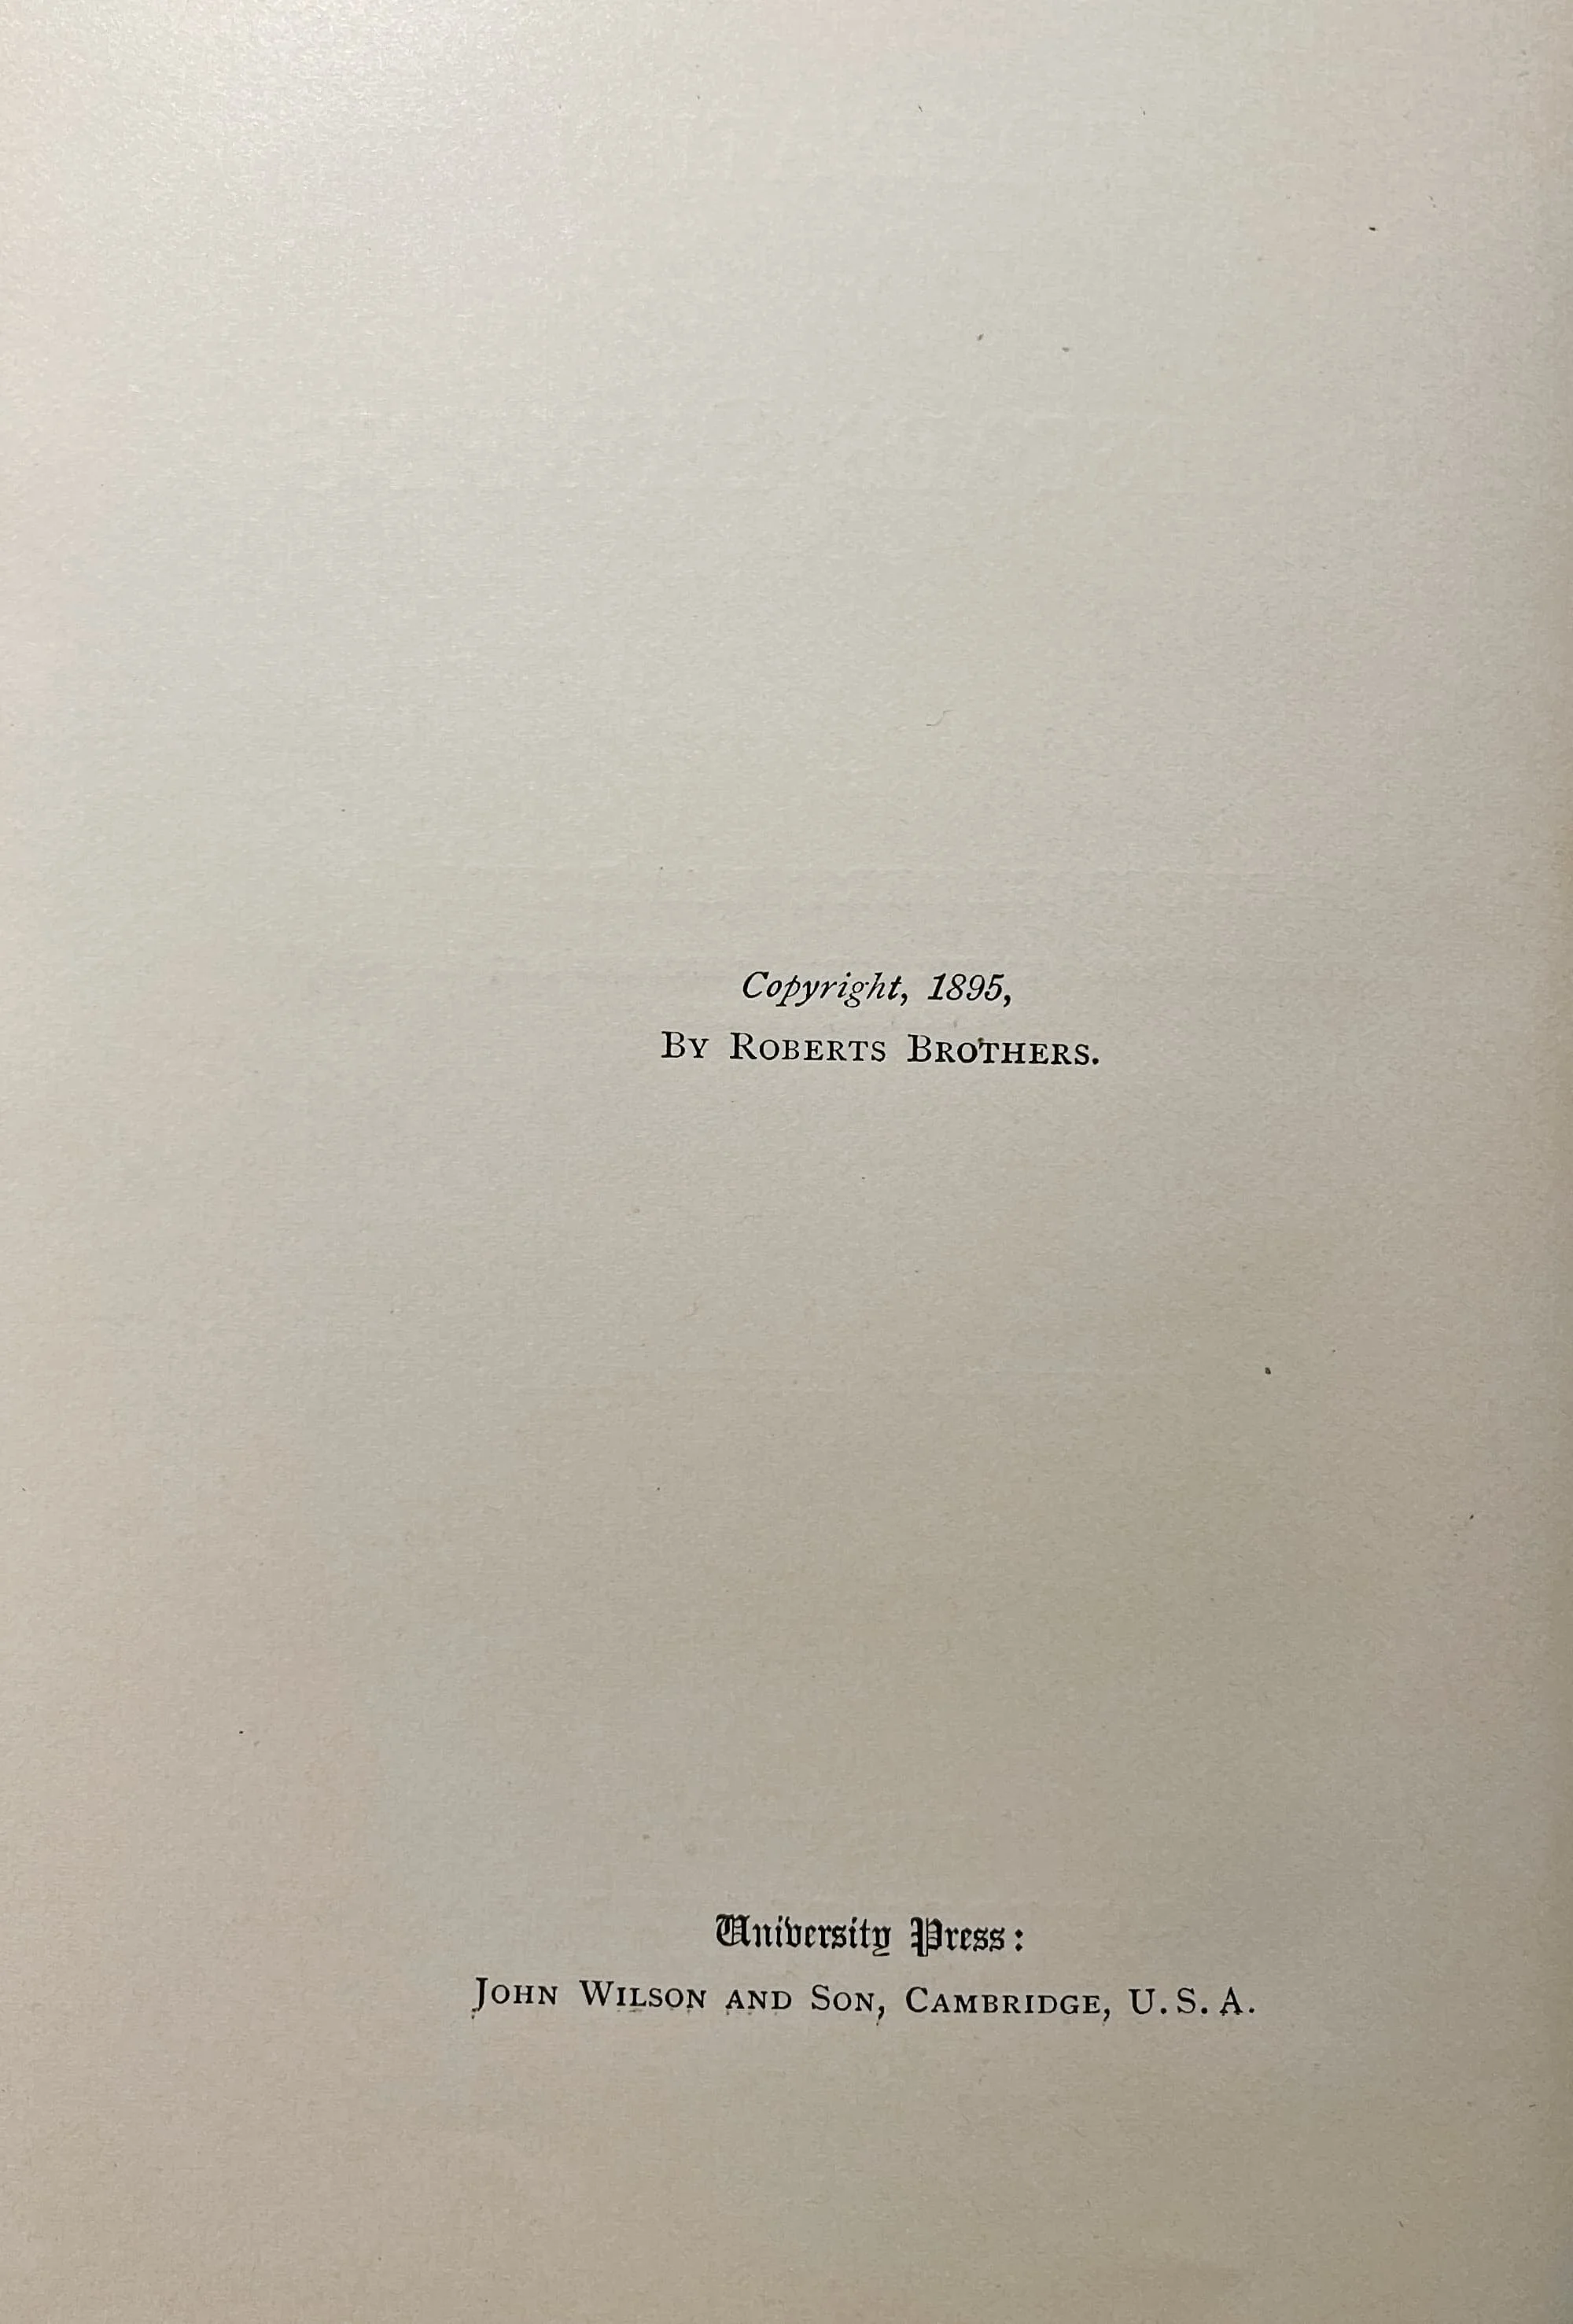 Copyright, 1895,
By Roberts Brothers.
University Press:
John Wilson and Son, Cambridge, U. S. A.